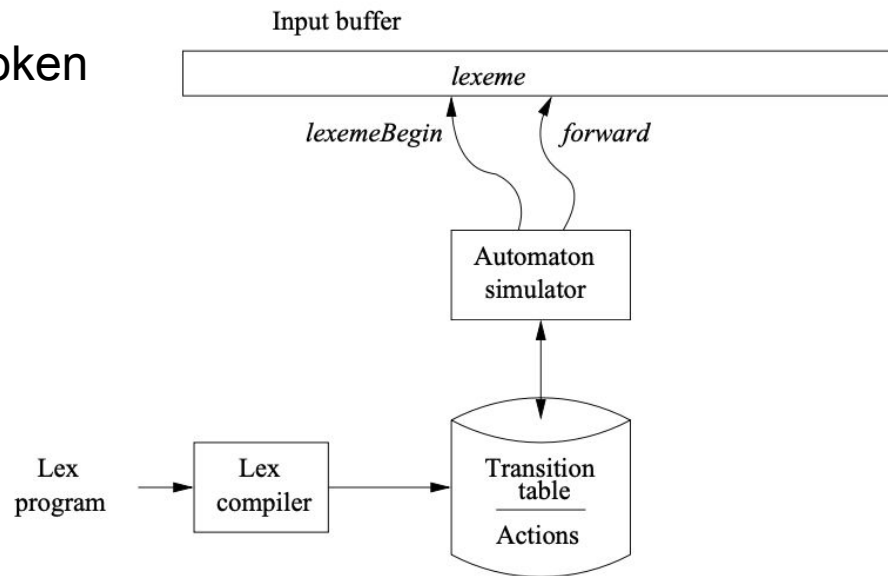 Input buffer
oken
lexeme
lexemeBegin
forward
Automaton
simulator
Lex
program
Lex
compiler
Transition
table
Actions